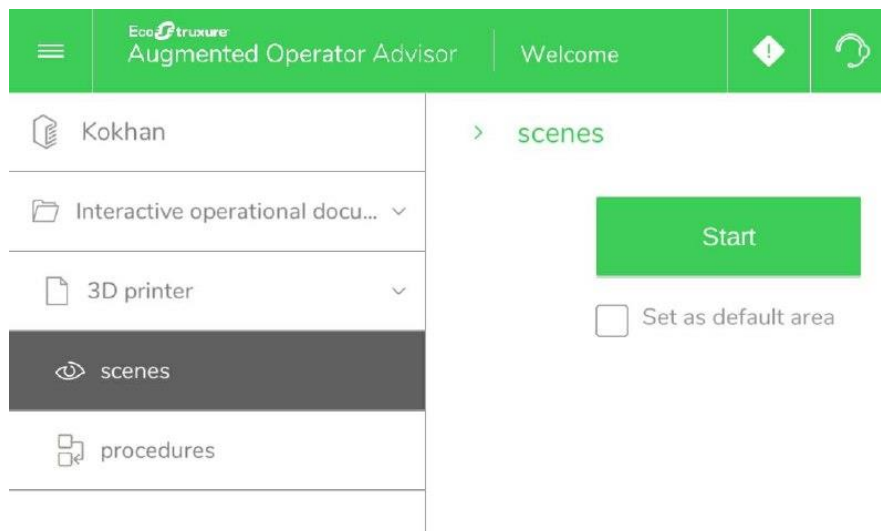 EcoStruxure
Augmented Operator Advisor
Welcome
Kokhan
Interactive operational docu...
3D printer
scenes
procedures
scenes
Start
Set as default area